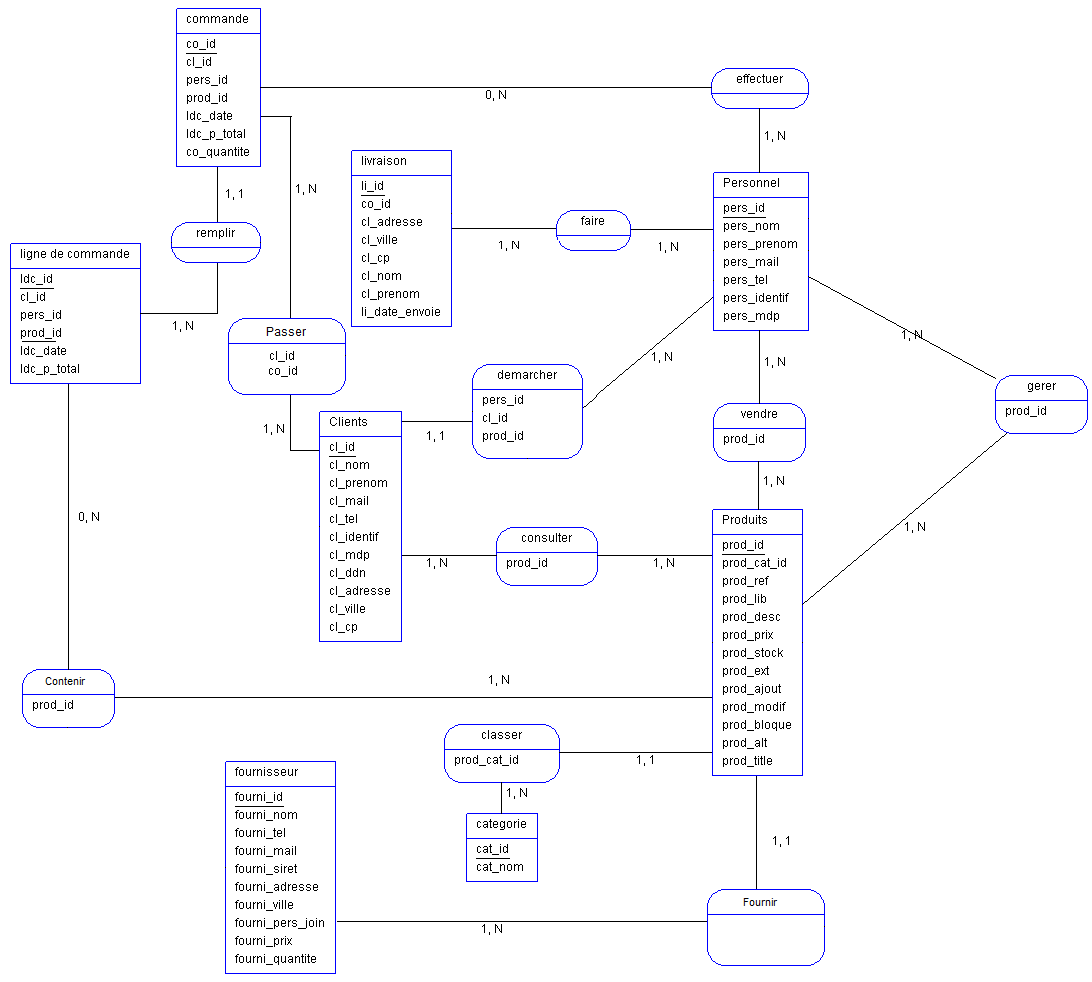 commande
co_id
cl_id
pers_id
prod_id
ldc_date
ldc_p_total
co_quantite
effectuer
0, N
1, N
1, 1
1, N
remplir
livraison
li_id
co_id
cl_adresse
cl_ville
cl_cp
cl_nom
cl_prenom
li_date_envoie
faire
1, N
1, N
Personnel
pers_id
pers_nom
pers_prenom
pers_mail
pers_tel
pers_identif
pers_mdp
ligne de commande
ldc_id
cl_id
pers_id
prod_id
ldc_date
ldc_p_total
1, N
Passer
cl_id
co_id
1, N
demarcher
pers_id
cl_id
prod_id
1, N
1, 1
1, N
vendre
prod_id
1, N
1, N
gerer
prod_id
1, N
Clients
cl_id
cl_nom
cl_prenom
cl_mail
cl_tel
cl_identif
cl_mdp
cl_ddn
cl_adresse
cl_ville
cl_cp
consulter
prod_id
1, N
1, N
Produits
prod_id
prod_cat_id
prod_ref
prod_lib
prod_desc
prod_prix
prod_stock
prod_ext
prod_ajout
prod_modif
prod_bloque
prod_alt
prod_title
0, N
Contenir
prod_id
1, N
classer
prod_cat_id
1, 1
1, N
categorie
cat_id
cat_nom
fournisseur
fourni_id
fourni_nom
fourni_tel
fourni_mail
fourni_siret
fourni_adresse
fourni_ville
fourni_pers_join
fourni_prix
fourni_quantite
1, N
1, 1
Fournir